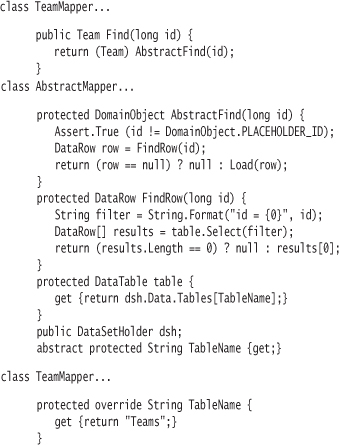 class TeamMapper...
public Team Find(long id) {
return (Team) AbstractFind(id);
}
class AbstractMapper...
protected DomainObject AbstractFind(long id) {
Assert.True (id != DomainObject.PLACEHOLDER_ID);
DataRow row = FindRow(id);
return (row == null) ? null : Load(row);
}
protected DataRow FindRow(long id) {
String filter = String.Format("id = {0}", id);
DataRow[] results = table.Select(filter);
return (results.Length == 0) ? null : results[0];
}
protected DataTable table {
get {return dsh.Data.Tables[TableName];}
}
public DataSetHolder dsh;
abstract protected String TableName {get;}
class TeamMapper...
protected override String TableName {
get {return "Teams";}
}